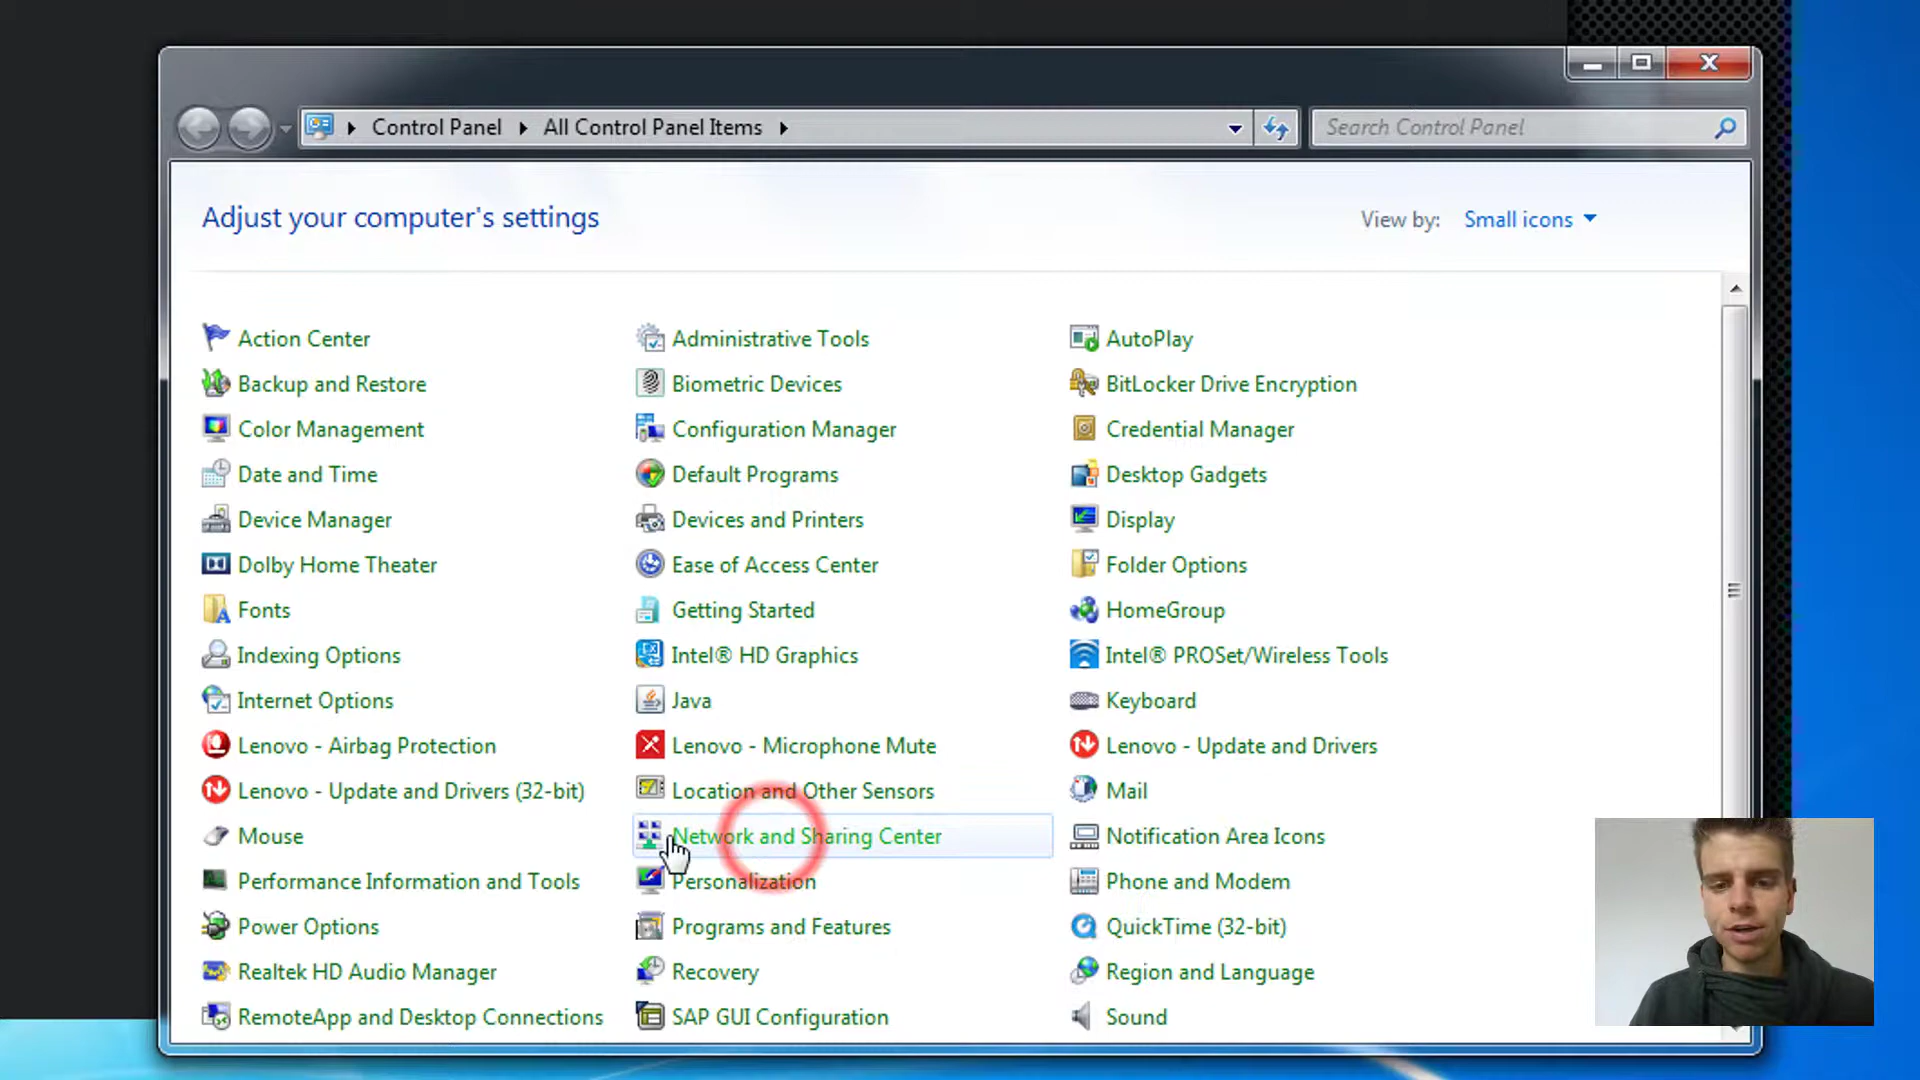 Control Panel All Control Panel Items
Search Control Panel
Adjust your computer's settings
View by: Small icons
Action Center
Administrative Tools
AutoPlay
Backup and Restore
Biometric Devices
BitLocker Drive Encryption
Color Management
Configuration Manager
Credential Manager
Date and Time
Default Programs
Desktop Gadgets
Device Manager
Devices and Printers
Display
Dolby Home Theater
Ease of Access Center
Folder Options
Fonts
Getting Started
HomeGroup
Indexing Options
Intel® HD Graphics
Intel® PROSet/Wireless Tools
Internet Options
Java
Keyboard
Lenovo - Airbag Protection
Lenovo - Microphone Mute
Lenovo - Update and Drivers
Lenovo - Update and Drivers (32-bit)
Location and Other Sensors
Mail
Mouse
Network and Sharing Center
Notification Area Icons
Performance Information and Tools
Personalization
Phone and Modem
Power Options
Programs and Features
QuickTime (32-bit)
Realtek HD Audio Manager
Recovery
Region and Language
RemoteApp and Desktop Connections
SAP GUI Configuration
Sound